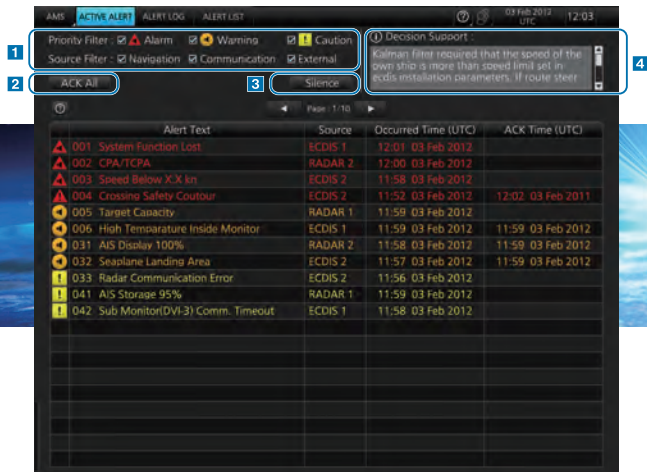 AMS ACTIVE ALERT ALERT LOG ALERT LIST 03 Feb 2012 UTC 12:03
1 Priority Filter : Alarm Warning Caution
Source Filter : Navigation Communication External
4 Decision Support :
Kalman filter required that the speed of the
own ship is more than speed limil set in
ecdis installation parameters. If route steer
2 ACK All
3 Silence
Page : 1/10
Alert Text Source Occurred Time (UTC) ACK Time (UTC)
001 System Function Lost ECDIS 1 12:01 03 Feb 2012
002 CPA/TCPA RADAR 2 12:00 03 Feb 2012
003 Speed Below X.X kn ECDIS 2 11:58 03 Feb 2012
004 Crossing Safety Coutour ECDIS 2 11:52 03 Feb 2012 12:02 03 Feb 2011
005 Target Capacity RADAR 1 11:59 03 Feb 2012
006 High Temparature Inside Monitor ECDIS 1 11:59 03 Feb 2012 11:59 03 Feb 2012
031 AIS Display 100% RADAR 2 11:58 03 Feb 2012 11:59 03 Feb 2012
032 Seaplane Landing Area ECDIS 2 11:57 03 Feb 2012 11:59 03 Feb 2012
033 Radar Communication Error ECDIS 2 11:56 03 Feb 2012
041 AIS Storage 95% RADAR 1 11:59 03 Feb 2012
042 Sub Monitor(DVI-3) Comm. Timeout ECDIS 1 11:58 03 Feb 2012